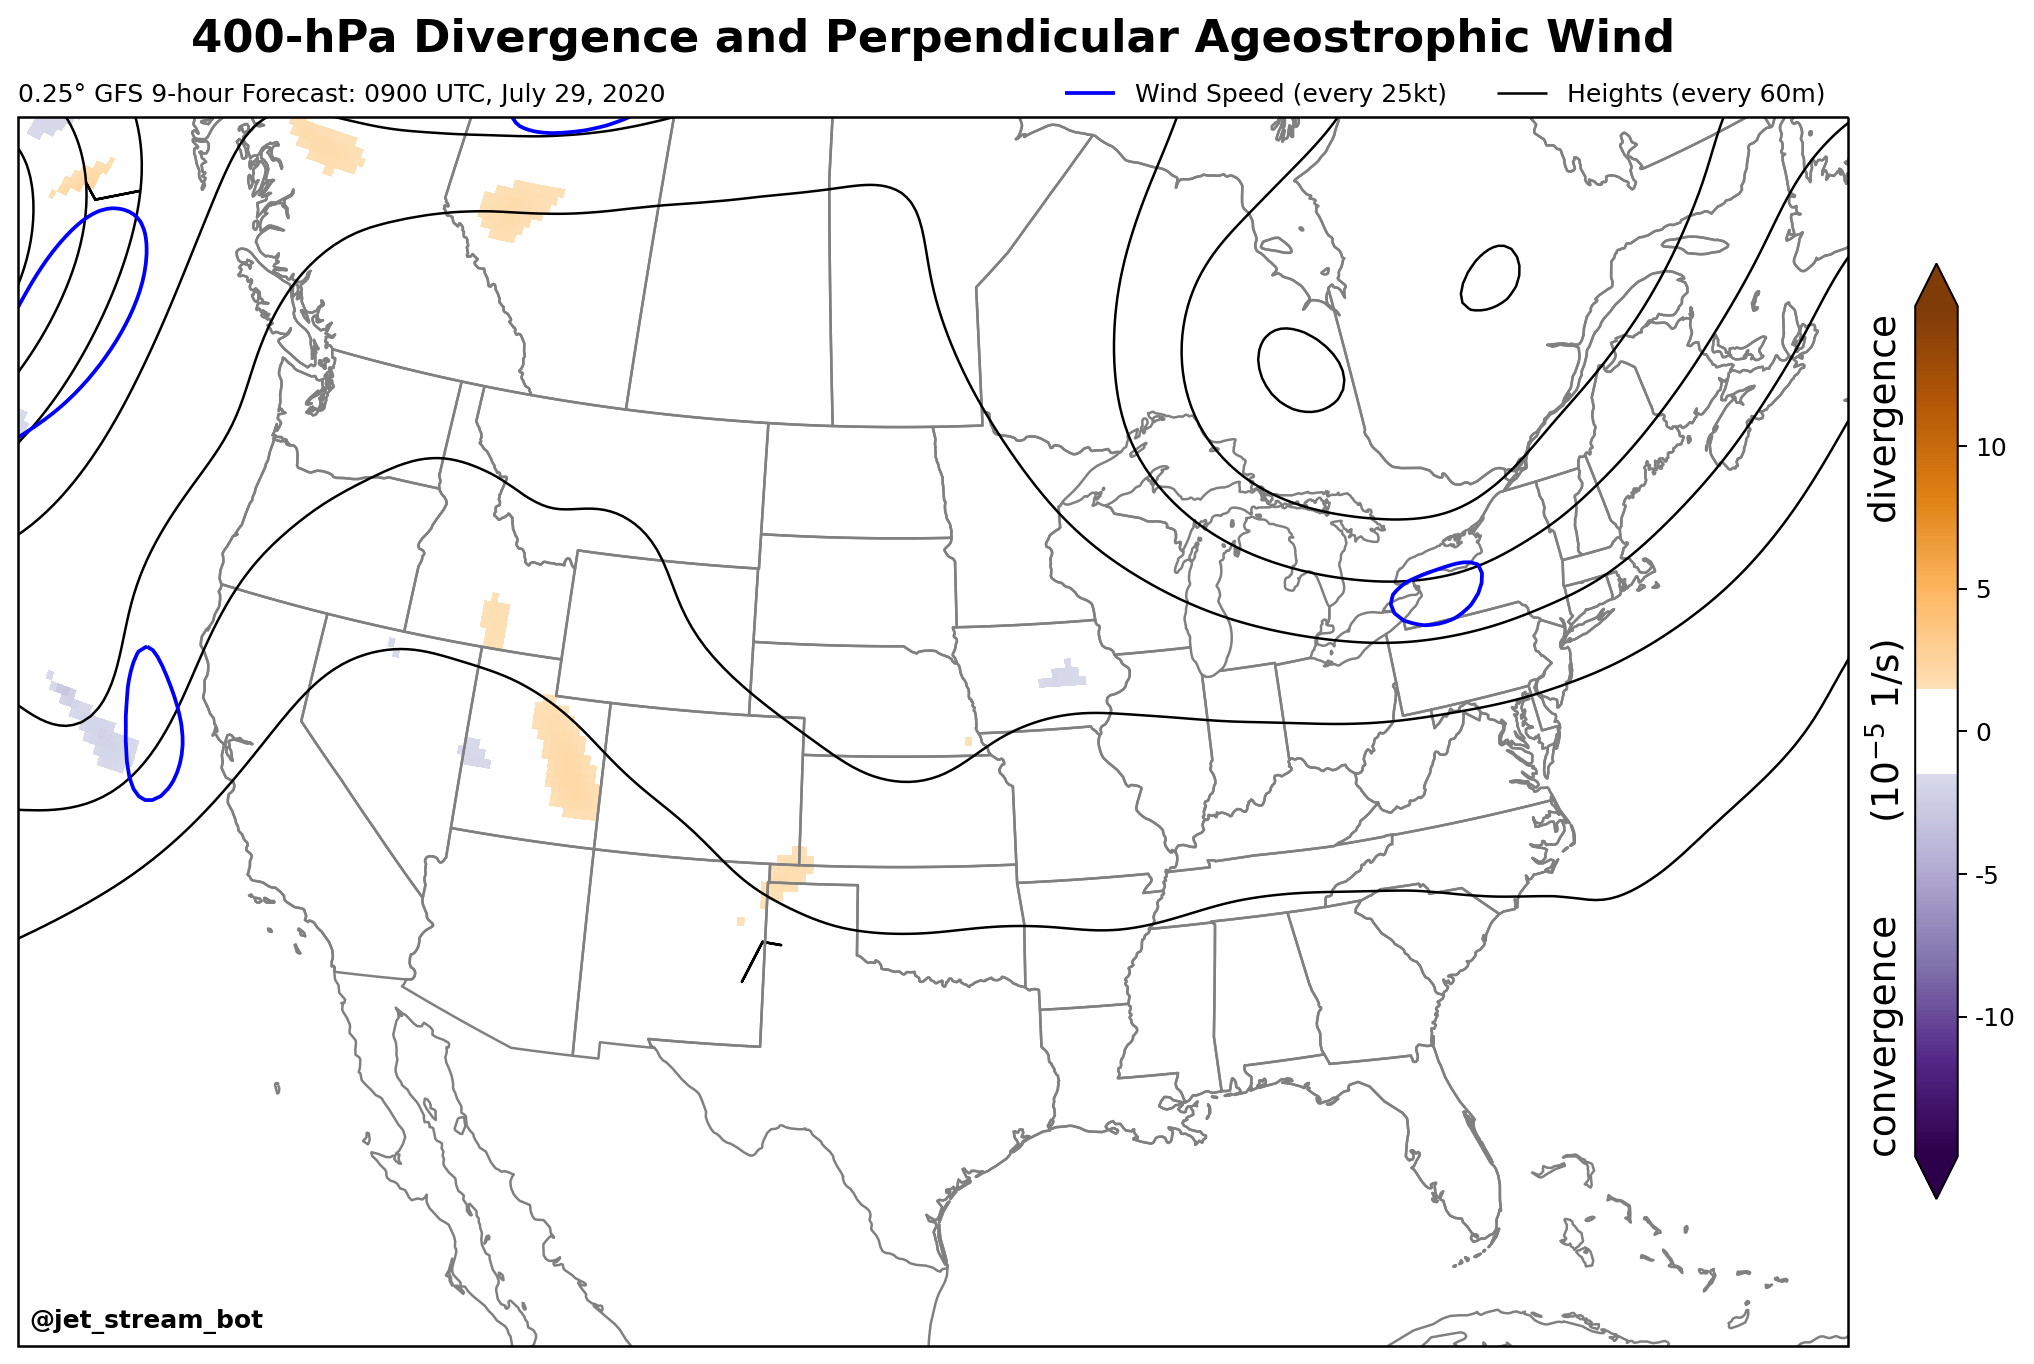 400-hPa Divergence and Perpendicular Ageostrophic Wind
0.25° GFS 9-hour Forecast: 0900 UTC, July 29, 2020
Wind Speed (every 25kt)
Heights (every 60m)
convergence (10⁻⁵ 1/s) divergence
10
5
0
-5
-10
@jet_stream_bot